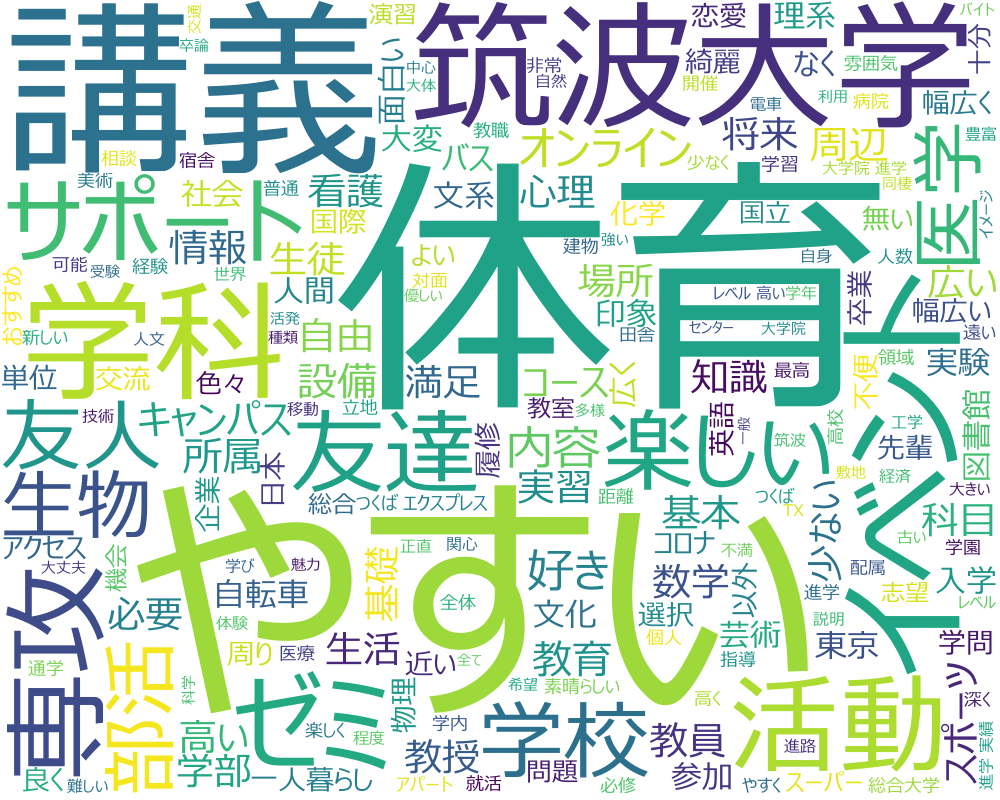 講義
筑波大学
体育
やすい
イベント
学科
サポート
専攻
ゼミ
友達
楽しい
活動
学校
部活
友人
生物
医学
交通
卒論
演習
面白い
中心
大体
恋愛
綺麗
非常
自然
開催
理系
なく
雰囲気
バイト
十分
電車
利用
病院
幅広く
豊富
大変
教職
バス
オンライン
少なく
将来
学習
周辺
大学院 進学
同棲
イメージ
相談
宿舎
美術
社会
普通
看護
文系
心理
国際
情報
化学
国立
無い
建物
強い
自身
人数
広い
可能
受験
経験
世界
生徒
よい
対面
優しい
人間
場所
印象
田舎
レベル 高い
学年
卒業
幅広い
おすすめ
新しい
人文
活発
種類
自由
センター
大学院
遠い
単位
交流
色々
設備
満足
コース
広く
知識
最高
不便
領域
実験
技術
キャンパス
移動
立地
教室
多様
英語
一般
筑波
高校
工学
先輩
図書館
所属
履修
内容
敷地
経済
企業
日本
総合
つくば エクスプレス
実習
距離
基本
つくば
TX
少ない
大きい
科目
アクセス
大丈夫
機会
正直
関心
コロナ
不満
古い
学園
学び
魅力
自転車
基礎
全体
好き
数学
以外
進学
配属
入学
必要
体験
文化
選択
個人
芸術
説明
志望
レベル
通学
周り
医療
生活
近い
全て
教育
指導
東京
学問
科学
物理
希望
素晴らしい
高く
スポーツ
深く
高い
楽しく
程度
学内
教授
教員
進路
進学 実績
良く
難しい
学部
一人暮らし
アパート
就活
問題
必修
参加
やすく
スーパー
総合大学